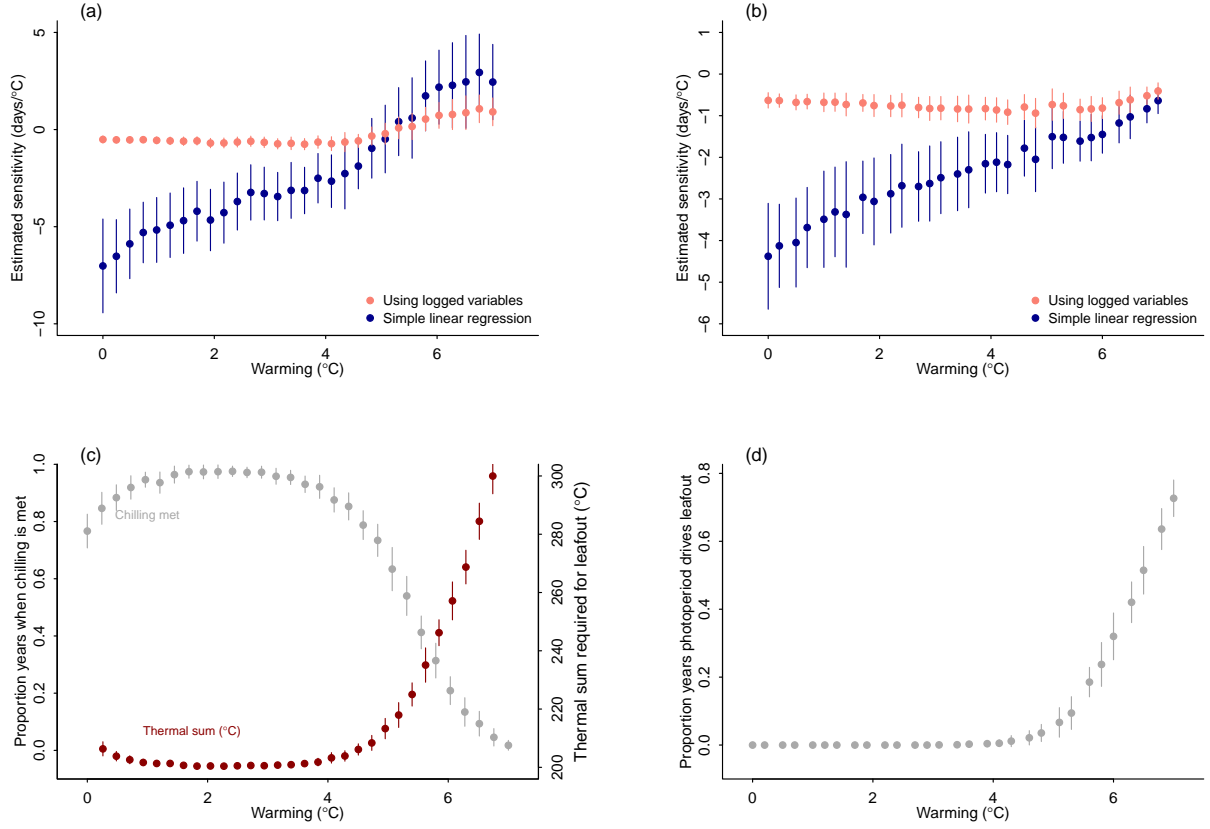 (a)
5
0
−5
−10
Estimated sensitivity (days/°C)
Using logged variables
Simple linear regression
0 2 4 6
Warming (°C)
(b)
1
0
−1
−2
−3
−4
−5
−6
Estimated sensitivity (days/°C)
Using logged variables
Simple linear regression
0 2 4 6
Warming (°C)
(c)
1.0
0.8
0.6
0.4
0.2
0.0
Proportion years when chilling is met
Chilling met
Thermal sum (°C)
300
280
260
240
220
200
Thermal sum required for leafout (°C)
0 2 4 6
Warming (°C)
(d)
0.8
0.6
0.4
0.2
0.0
Proportion years photoperiod drives leafout
0 2 4 6
Warming (°C)